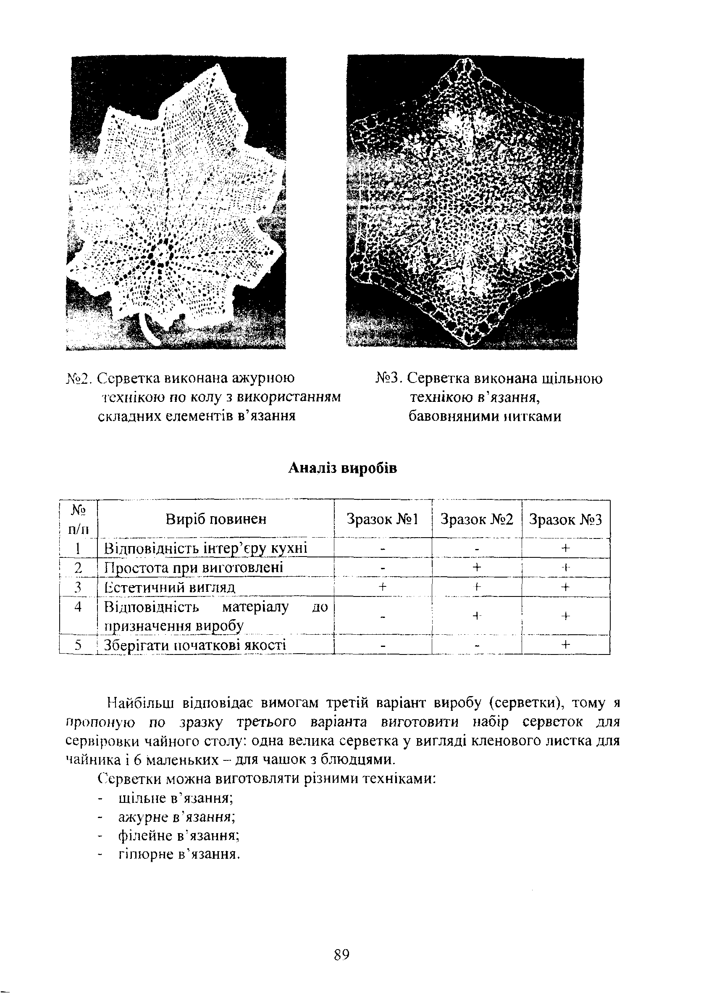 №2. Серветка виконана ажурною
технікою по колу з використанням
складних елементів в’язання
№3. Серветка виконана щільною
технікою в’язання,
бавовняними нитками
Аналіз виробів
№ п/п Виріб повинен Зразок №1 Зразок №2 Зразок №3
1 Відповідність інтер’єру кухні - - +
2 Простота при виготовлені - + +
3 Естетичний вигляд + + +
4 Відповідність матеріалу до
призначення виробу - + +
5 Зберігати початкові якості - - +
Найбільш відповідає вимогам третій варіант виробу (серветки), тому я
пропоную по зразку третього варіанта виготовити набір серветок для
сервіровки чайного столу: одна велика серветка у вигляді кленового листка для
чайника і 6 маленьких – для чашок з блюдцями.
Серветки можна виготовляти різними техніками:
- щільне в’язання;
- ажурне в’язання;
- філейне в’язання;
- гіпюрне в’язання.
89